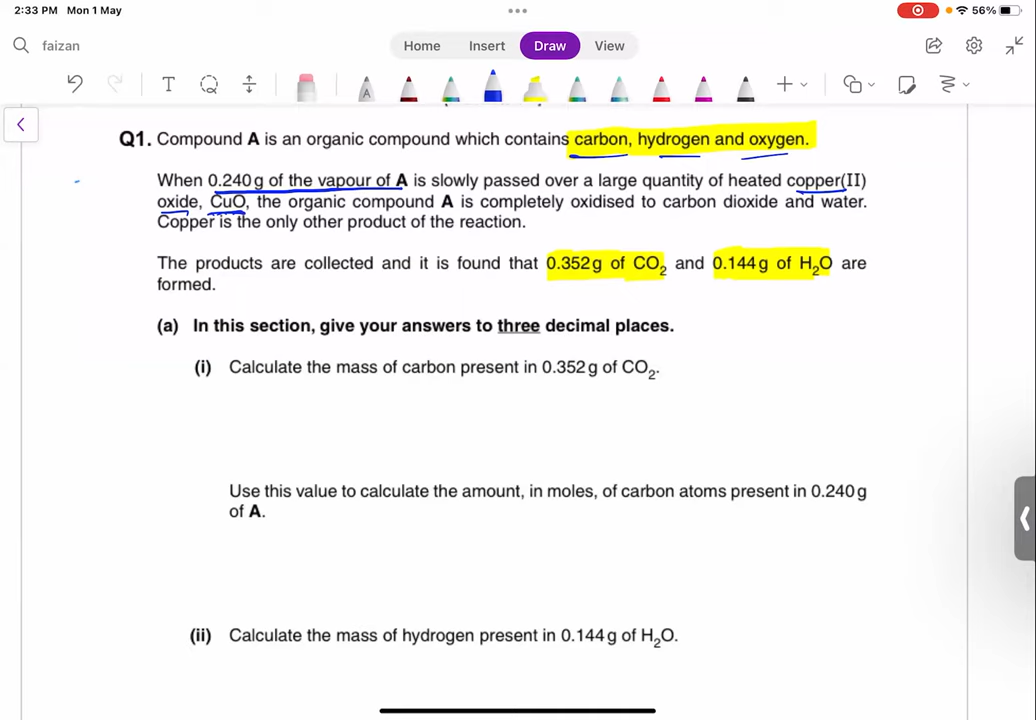 2:33 PM Mon 1 May
56%
faizan
Home Insert Draw View
T
A
Q1. Compound A is an organic compound which contains carbon, hydrogen and oxygen.
When 0.240 g of the vapour of A is slowly passed over a large quantity of heated copper(II)
oxide, CuO, the organic compound A is completely oxidised to carbon dioxide and water.
Copper is the only other product of the reaction.
The products are collected and it is found that 0.352 g of CO₂ and 0.144 g of H₂O are
formed.
(a) In this section, give your answers to three decimal places.
(i) Calculate the mass of carbon present in 0.352 g of CO₂.
Use this value to calculate the amount, in moles, of carbon atoms present in 0.240 g
of A.
(ii) Calculate the mass of hydrogen present in 0.144 g of H₂O.